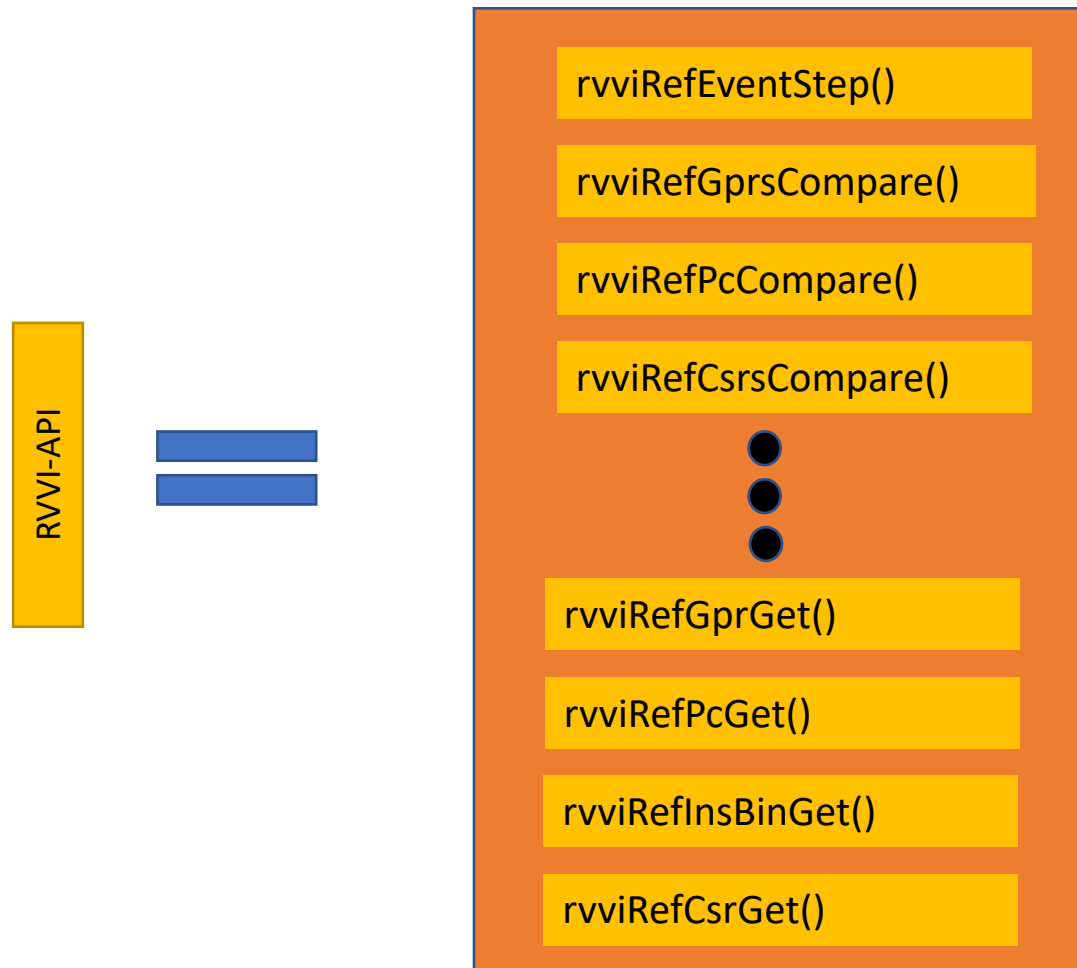 RVVI-API
rvviRefEventStep()
rvviRefGprsCompare()
rvviRefPcCompare()
rvviRefCsrsCompare()
rvviRefGprGet()
rvviRefPcGet()
rvviRefInsBinGet()
rvviRefCsrGet()